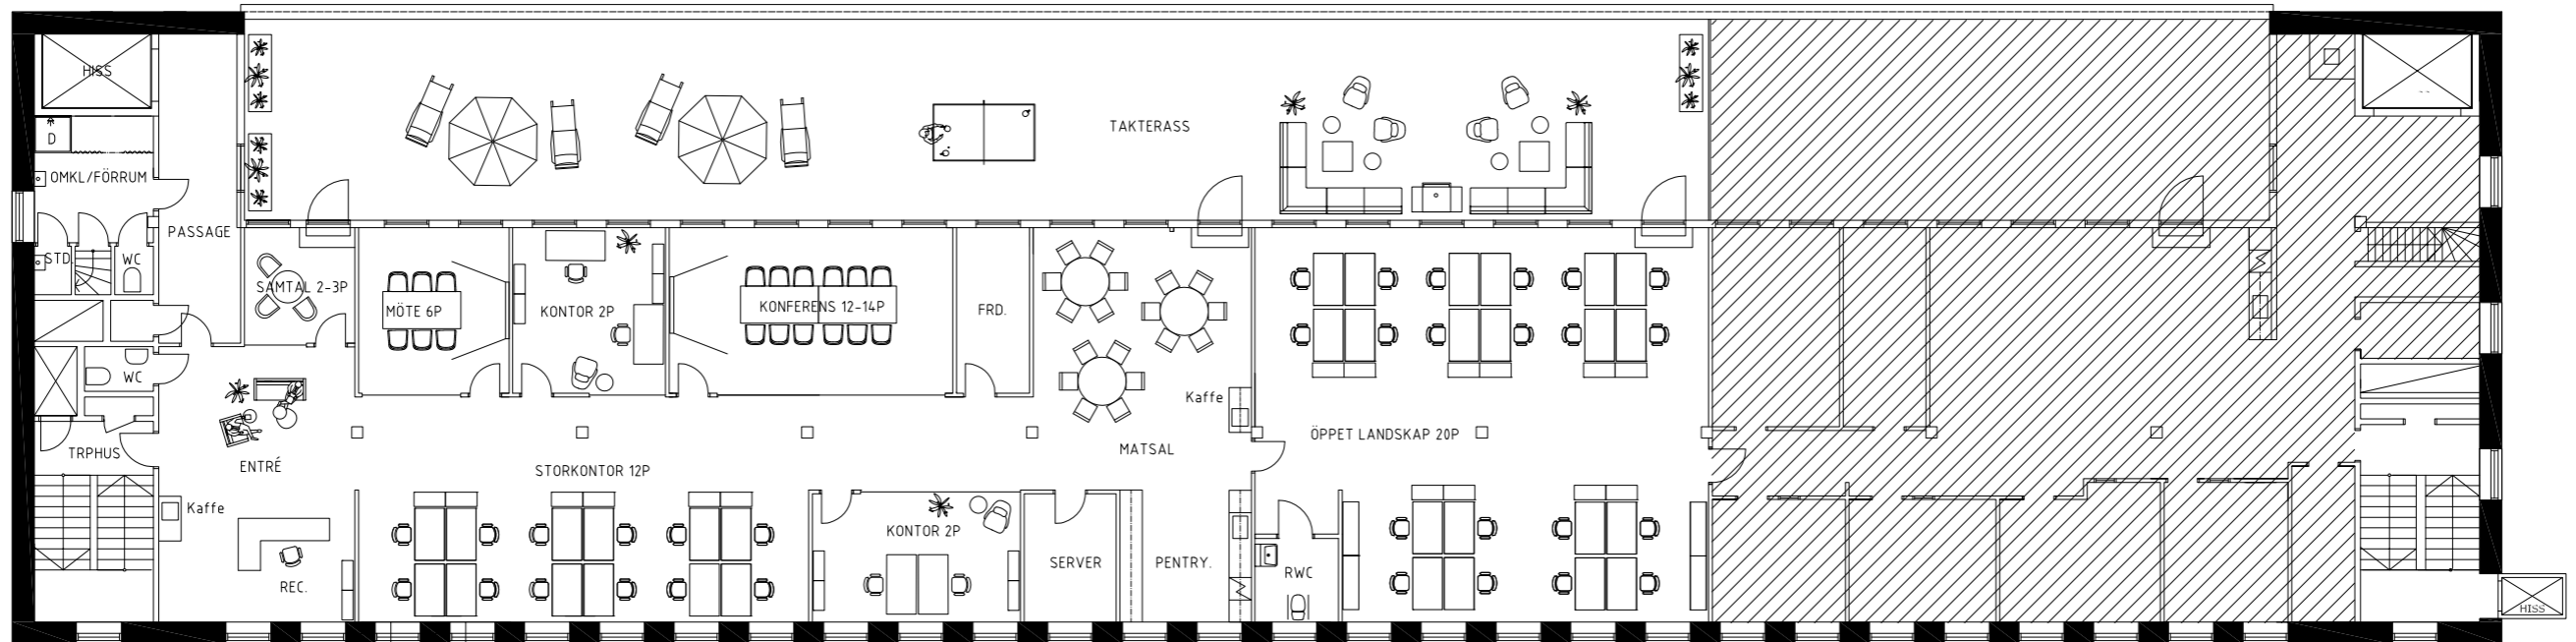 HISS
D
TAKTERASS
OMKL/FÖRRUM
PASSAGE
STD.
WC
SAMTAL 2-3P
MÖTE 6P
KONTOR 2P
KONFERENS 12-14P
FRD.
WC
Kaffe
TRPHUS
ENTRÉ
STORKONTOR 12P
MATSAL
ÖPPET LANDSKAP 20P
Kaffe
KONTOR 2P
REC.
SERVER
PENTRY.
RWC
HISS